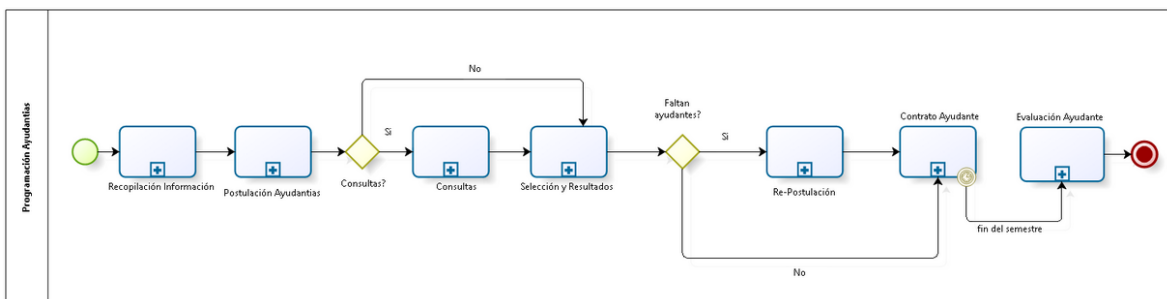 Programación Ayudantias
Recopilación Información
Postulación Ayudantias
Consultas?
No
Si
Consultas
Selección y Resultados
Faltan
ayudantes?
Si
No
Re-Postulación
Contrato Ayudante
fin del semestre
Evaluación Ayudante